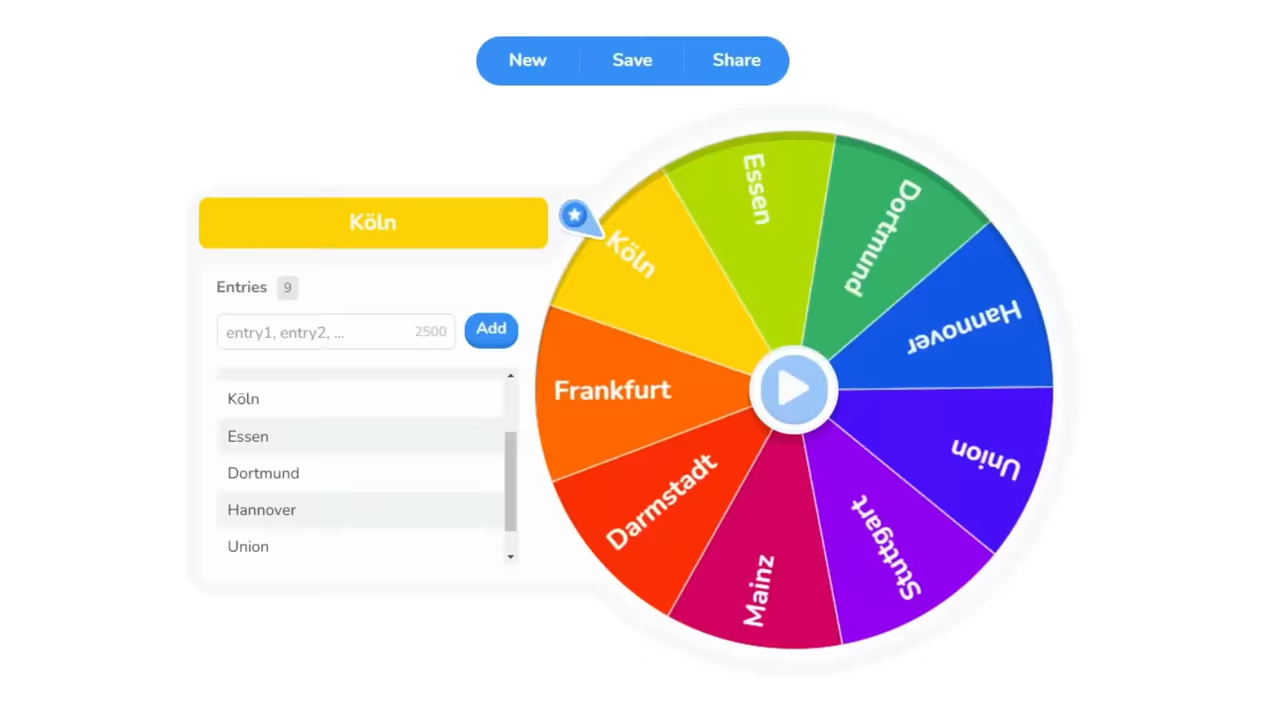 New
Save
Share
Köln
Entries 9
entry1, entry2, ... 2500
Add
Köln
Essen
Dortmund
Hannover
Union
Essen
Dortmund
Köln
Hannover
Frankfurt
Union
Darmstadt
Stuttgart
Mainz